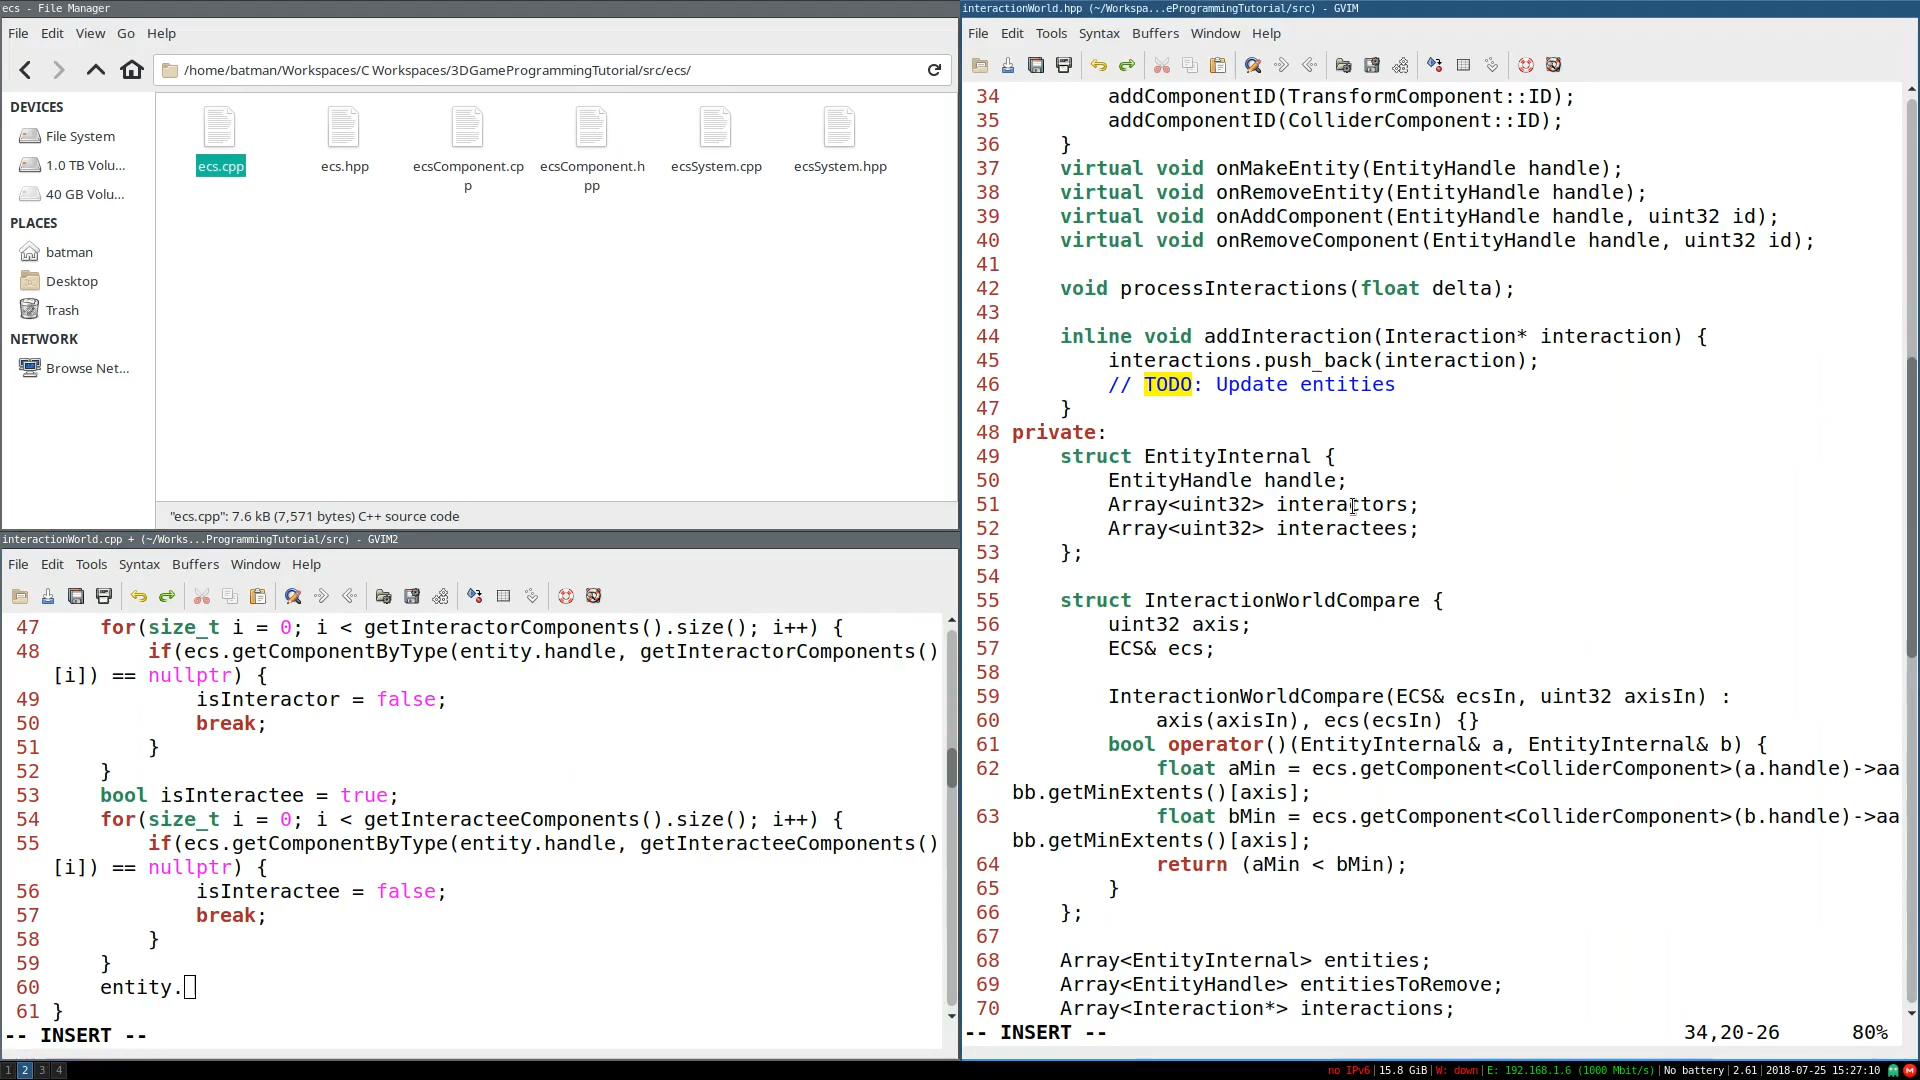 ecs - File Manager
File Edit View Go Help
/home/batman/Workspaces/C Workspaces/3DGameProgrammingTutorial/src/ecs/
DEVICES
File System
1.0 TB Volu...
40 GB Volu...
PLACES
batman
Desktop
Trash
NETWORK
Browse Net...
ecs.cpp
ecs.hpp
ecsComponent.cp
p
ecsComponent.h
pp
ecsSystem.cpp
ecsSystem.hpp
"ecs.cpp": 7.6 kB (7,571 bytes) C++ source code
interactionWorld.cpp + (~/Works...ProgrammingTutorial/src) - GVIM2
File Edit Tools Syntax Buffers Window Help
47     for(size_t i = 0; i < getInteractorComponents().size(); i++) {
48         if(ecs.getComponentByType(entity.handle, getInteractorComponents()
[i]) == nullptr) {
49             isInteractor = false;
50             break;
51         }
52     }
53     bool isInteractee = true;
54     for(size_t i = 0; i < getInteracteeComponents().size(); i++) {
55         if(ecs.getComponentByType(entity.handle, getInteracteeComponents()
[i]) == nullptr) {
56             isInteractee = false;
57             break;
58         }
59     }
60     entity.
61 }
-- INSERT --
interactionWorld.hpp (~/Workspa...eProgrammingTutorial/src) - GVIM
File Edit Tools Syntax Buffers Window Help
34         addComponentID(TransformComponent::ID);
35         addComponentID(ColliderComponent::ID);
36     }
37     virtual void onMakeEntity(EntityHandle handle);
38     virtual void onRemoveEntity(EntityHandle handle);
39     virtual void onAddComponent(EntityHandle handle, uint32 id);
40     virtual void onRemoveComponent(EntityHandle handle, uint32 id);
41
42     void processInteractions(float delta);
43
44     inline void addInteraction(Interaction* interaction) {
45         interactions.push_back(interaction);
46         // TODO: Update entities
47     }
48 private:
49     struct EntityInternal {
50         EntityHandle handle;
51         Array<uint32> interactors;
52         Array<uint32> interactees;
53     };
54
55     struct InteractionWorldCompare {
56         uint32 axis;
57         ECS& ecs;
58
59         InteractionWorldCompare(ECS& ecsIn, uint32 axisIn) :
60             axis(axisIn), ecs(ecsIn) {}
61         bool operator()(EntityInternal& a, EntityInternal& b) {
62             float aMin = ecs.getComponent<ColliderComponent>(a.handle)->aa
bb.getMinExtents()[axis];
63             float bMin = ecs.getComponent<ColliderComponent>(b.handle)->aa
bb.getMinExtents()[axis];
64             return (aMin < bMin);
65         }
66     };
67
68     Array<EntityInternal> entities;
69     Array<EntityHandle> entitiesToRemove;
70     Array<Interaction*> interactions;
-- INSERT -- 34,20-26 80%
1 2 3 4
no IPv6|15.8 GiB|W: down|E: 192.168.1.6 (1000 Mbit/s)|No battery|2.61|2018-07-25 15:27:10